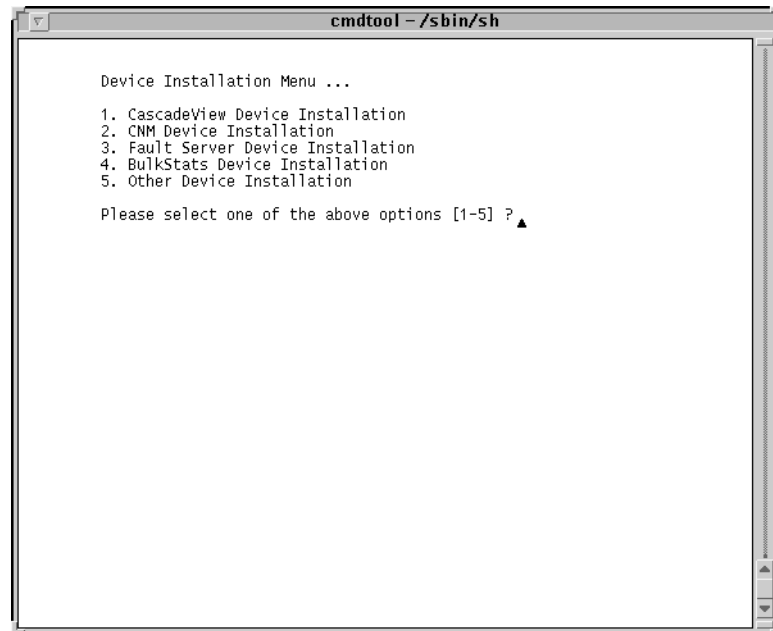 cmdtool – /sbin/sh
Device Installation Menu ...
1. CascadeView Device Installation
2. CNM Device Installation
3. Fault Server Device Installation
4. BulkStats Device Installation
5. Other Device Installation
Please select one of the above options [1-5] ?